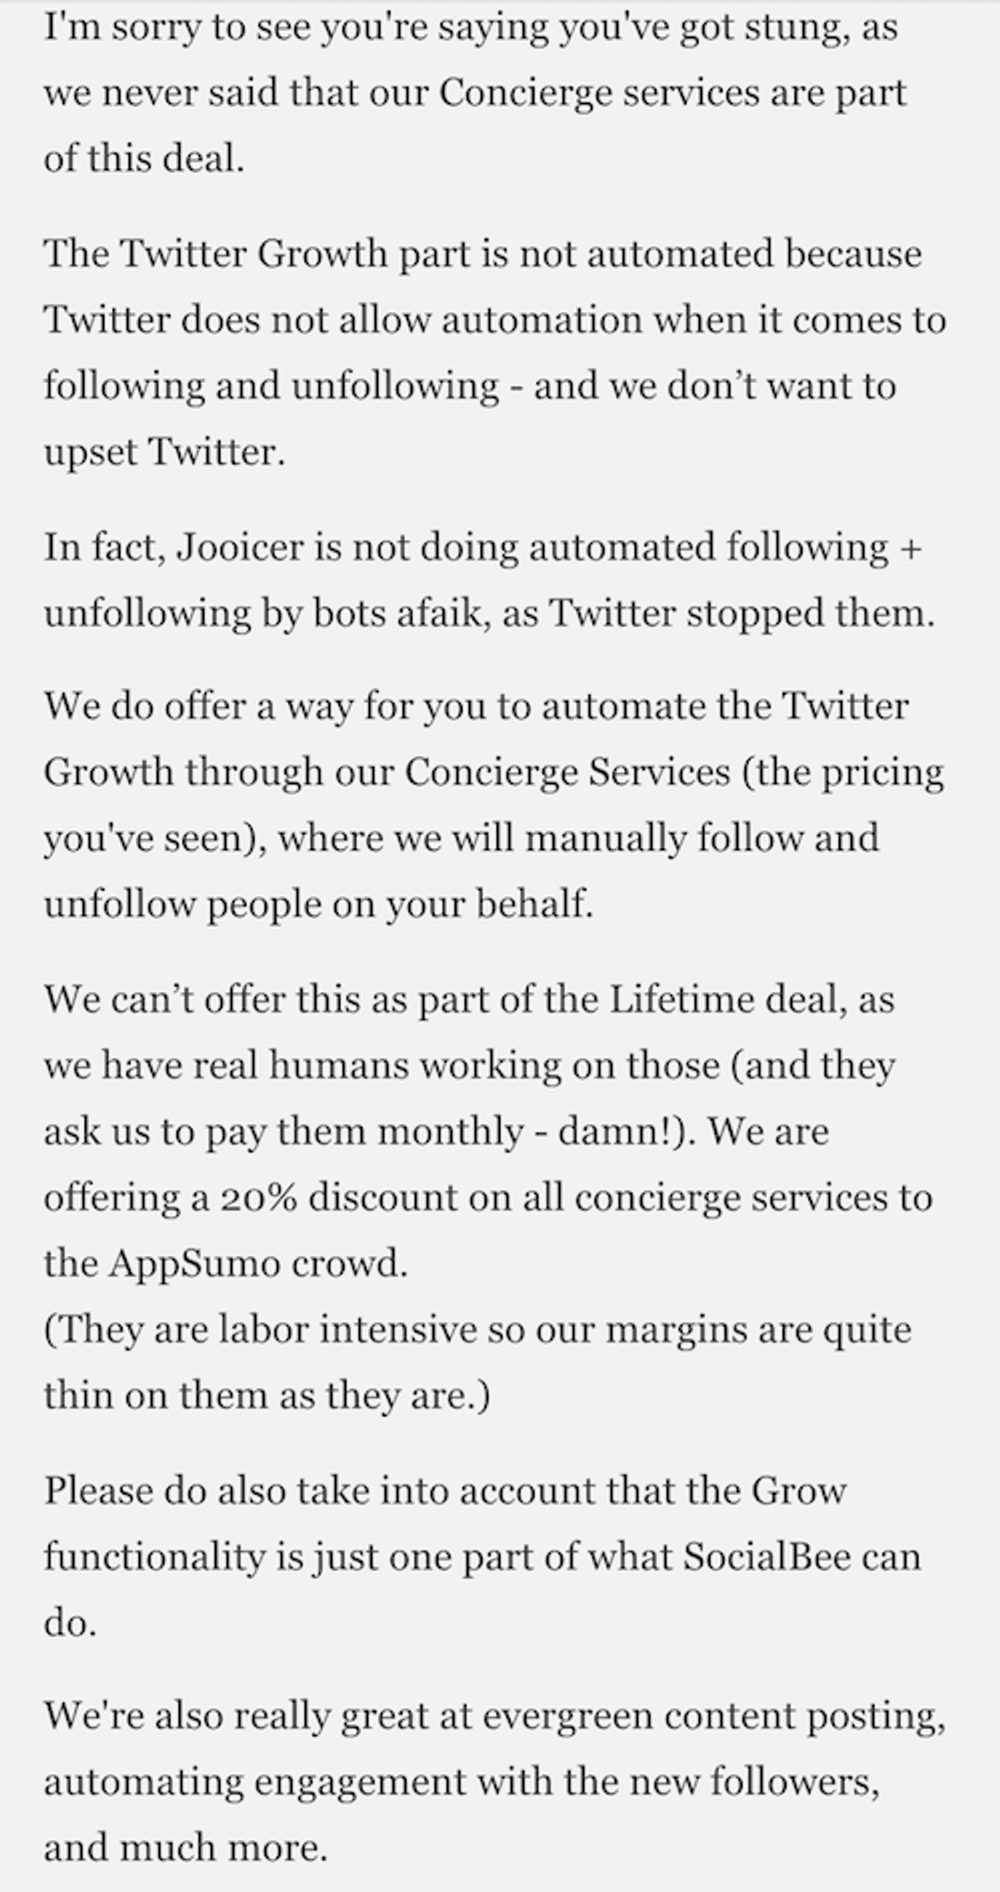 I'm sorry to see you're saying you've got stung, as
we never said that our Concierge services are part
of this deal.
The Twitter Growth part is not automated because
Twitter does not allow automation when it comes to
following and unfollowing - and we don’t want to
upset Twitter.
In fact, Jooicer is not doing automated following +
unfollowing by bots afaik, as Twitter stopped them.
We do offer a way for you to automate the Twitter
Growth through our Concierge Services (the pricing
you've seen), where we will manually follow and
unfollow people on your behalf.
We can’t offer this as part of the Lifetime deal, as
we have real humans working on those (and they
ask us to pay them monthly - damn!). We are
offering a 20% discount on all concierge services to
the AppSumo crowd.
(They are labor intensive so our margins are quite
thin on them as they are.)
Please do also take into account that the Grow
functionality is just one part of what SocialBee can
do.
We're also really great at evergreen content posting,
automating engagement with the new followers,
and much more.